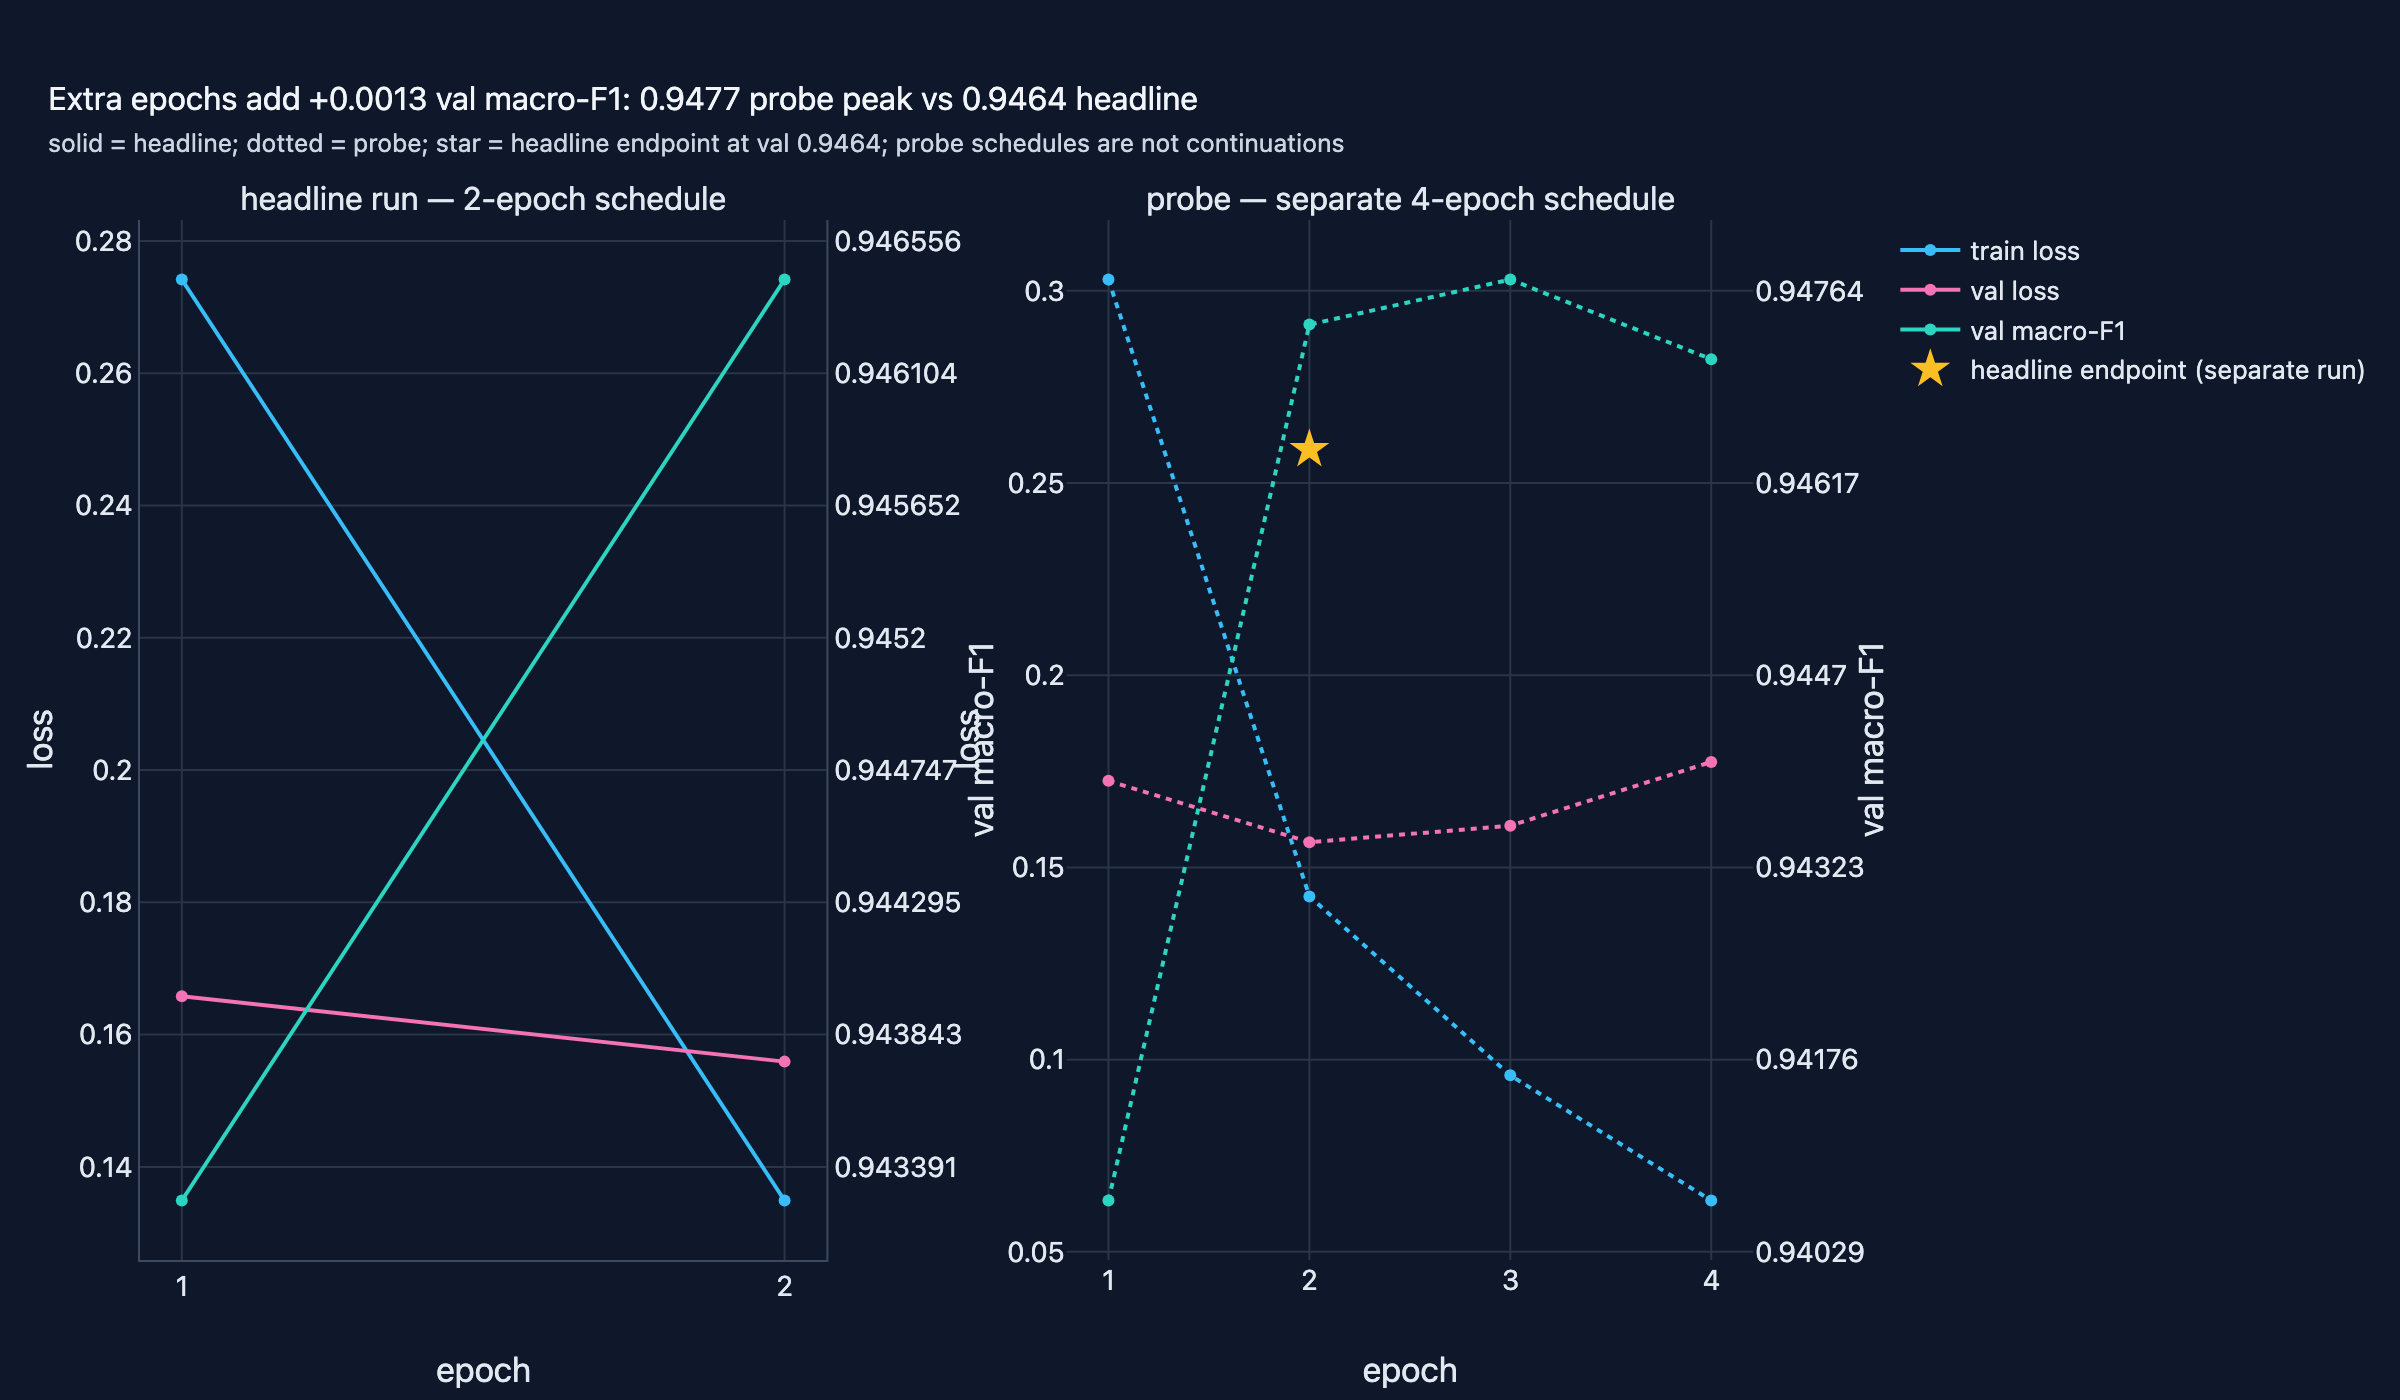 Extra epochs add +0.0013 val macro-F1: 0.9477 probe peak vs 0.9464 headline
solid = headline; dotted = probe; star = headline endpoint at val 0.9464; probe schedules are not continuations
headline run — 2-epoch schedule
0.28
0.26
0.24
0.22
0.2
0.18
0.16
0.14
loss
0.946556
0.946104
0.945652
0.9452
0.944747
0.944295
0.943843
0.943391
val macro-F1
1
2
epoch
probe — separate 4-epoch schedule
0.3
0.25
0.2
0.15
0.1
0.05
loss
0.94764
0.94617
0.9447
0.94323
0.94176
0.94029
val macro-F1
1
2
3
4
epoch
train loss
val loss
val macro-F1
headline endpoint (separate run)